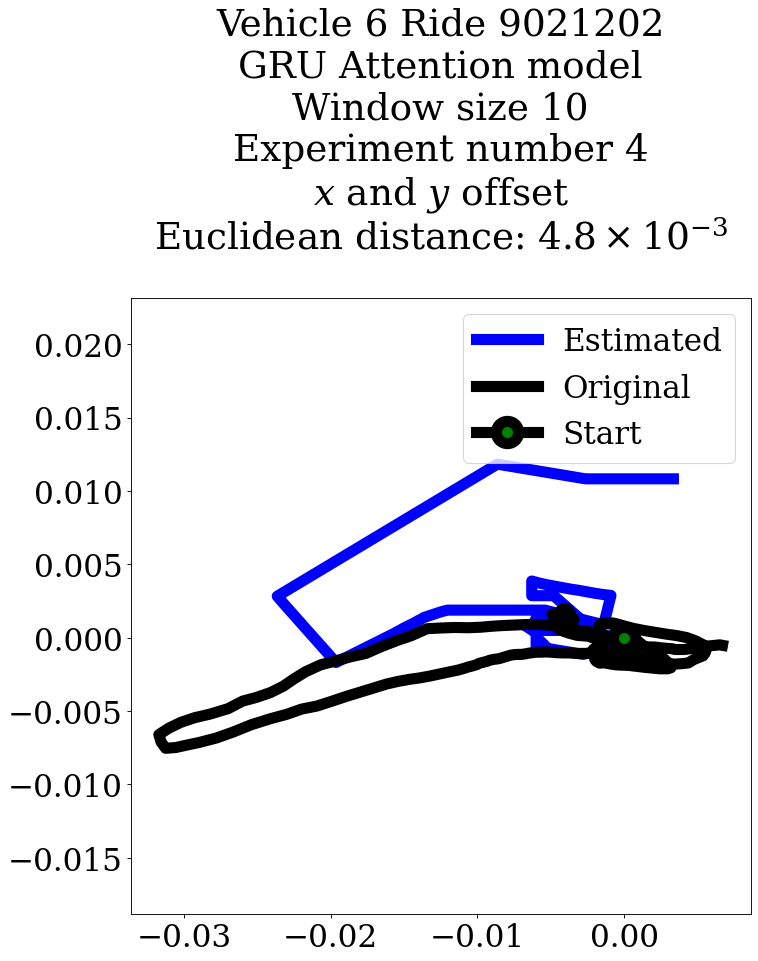 Vehicle 6 Ride 9021202
GRU Attention model
Window size 10
Experiment number 4
x and y offset
Euclidean distance: 4.8 × 10⁻³
Estimated
Original
Start
0.020
0.015
0.010
0.005
0.000
−0.005
−0.010
−0.015
−0.03
−0.02
−0.01
0.00